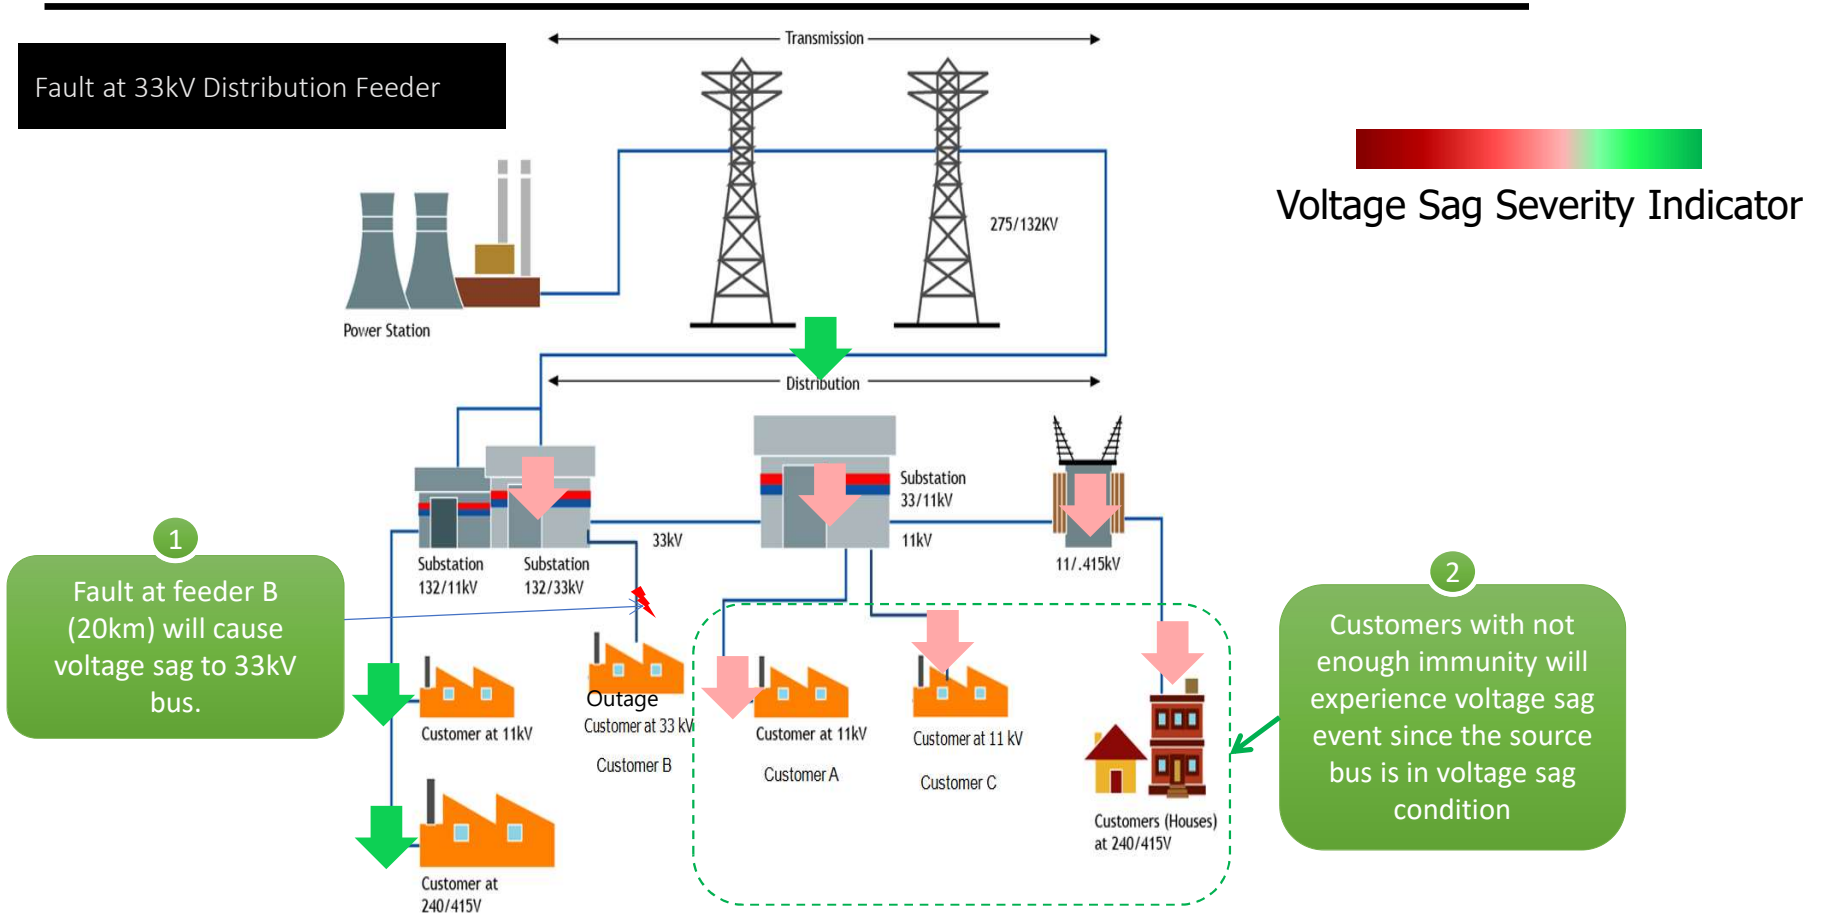 Transmission
Fault at 33kV Distribution Feeder
Voltage Sag Severity Indicator
275/132KV
Power Station
Distribution
Substation
33/11kV
33kV
11kV
Substation
132/11kV
Substation
132/33kV
11/.415kV
1
Fault at feeder B
(20km) will cause
voltage sag to 33kV
bus.
2
Customers with not
enough immunity will
experience voltage sag
event since the source
bus is in voltage sag
condition
Outage
Customer at 11kV
Customer at 33 kV
Customer B
Customer at 11kV
Customer A
Customer at 11 kV
Customer C
Customers (Houses)
at 240/415V
Customer at
240/415V